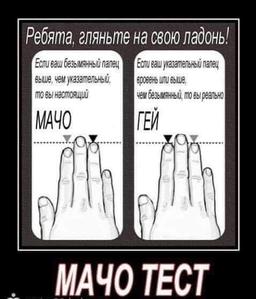 Ребята, гляньте на свою ладонь!
Если ваш безымянный палец
выше, чем указательный,
то вы настоящий
МАЧО
Если ваш указательный палец
вровень или выше,
чем безымянный, то вы реально
ГЕЙ
МАЧО ТЕСТ